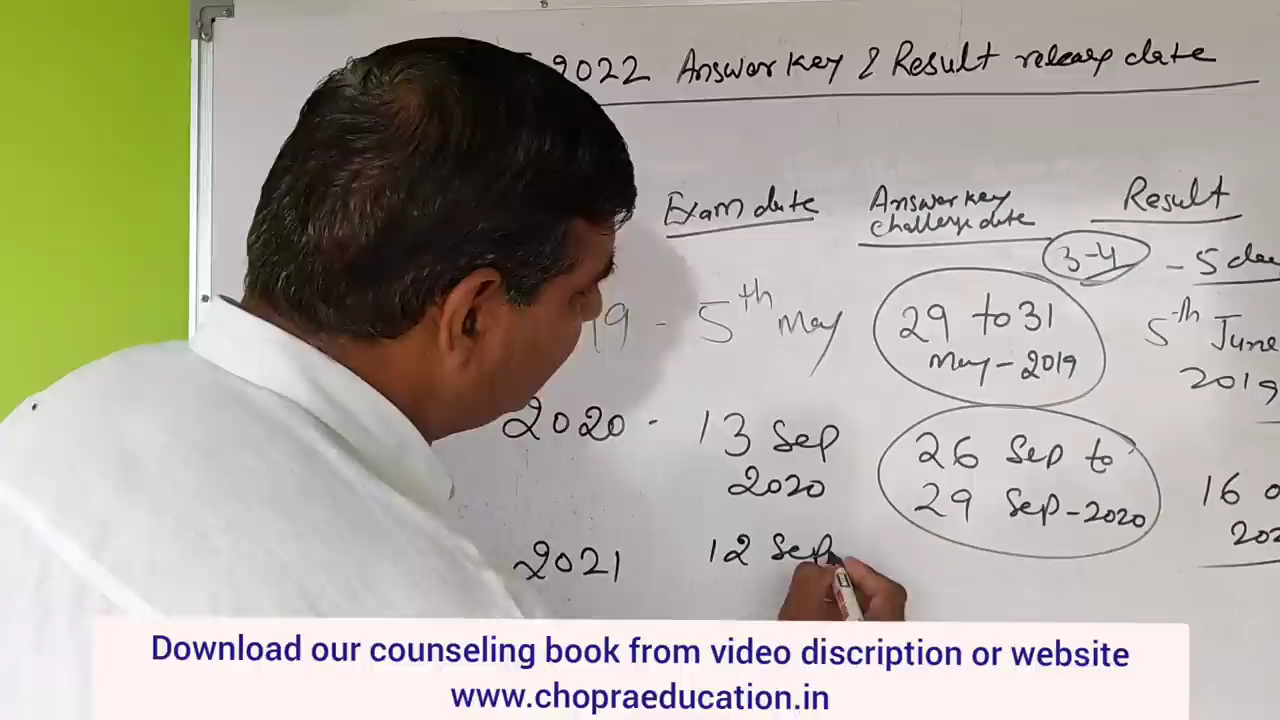 2022 Answer key & Result release date
Exam date Answer key Result
challenge date
3-4 - 5 da
19 - 5th May 29 to 31 5th June
May-2019 2019
2020 - 13 Sep 26 Sep to
2020 29 Sep-2020 16 o
202
2021 12 Sep
Download our counseling book from video discription or website
www.chopraeducation.in